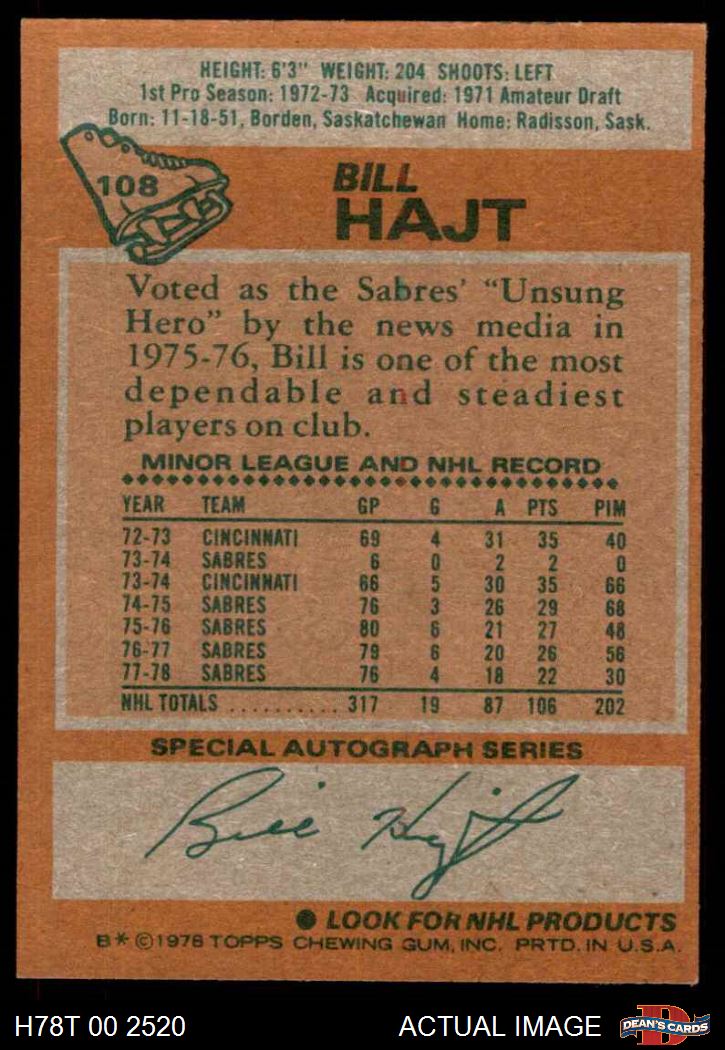 HEIGHT: 6'3" WEIGHT: 204 SHOOTS: LEFT
1st Pro Season: 1972-73 Acquired: 1971 Amateur Draft
Born: 11-18-51, Borden, Saskatchewan Home: Radisson, Sask.
108
BILL
HAJT
Voted as the Sabres' "Unsung
Hero" by the news media in
1975-76, Bill is one of the most
dependable and steadiest
players on club.
MINOR LEAGUE AND NHL RECORD
YEAR TEAM GP G A PTS PIM
72-73 CINCINNATI 69 4 31 35 40
73-74 SABRES 6 0 2 2 0
73-74 CINCINNATI 66 5 30 35 66
74-75 SABRES 76 3 26 29 68
75-76 SABRES 80 6 21 27 48
76-77 SABRES 79 6 20 26 56
77-78 SABRES 76 4 18 22 30
NHL TOTALS .......... 317 19 87 106 202
SPECIAL AUTOGRAPH SERIES
Bill Hajt
● LOOK FOR NHL PRODUCTS
B* ©1978 TOPPS CHEWING GUM, INC. PRTD. IN U.S.A.
H78T 00 2520 ACTUAL IMAGE D DEAN'S CARDS